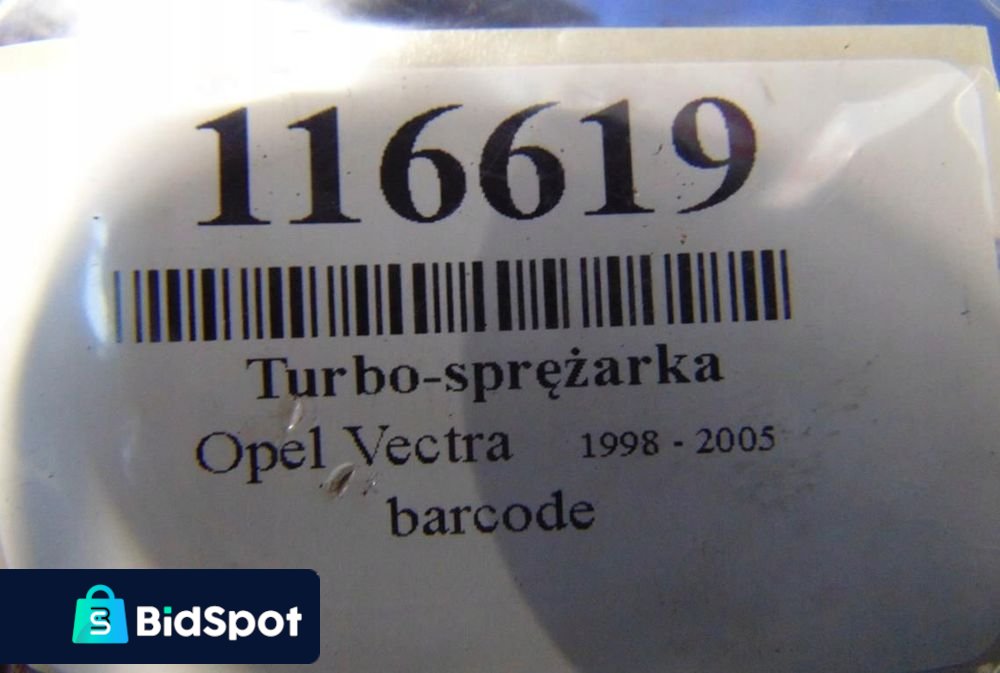 116619
Turbo-sprężarka
Opel Vectra 1998 - 2005
barcode
BidSpot